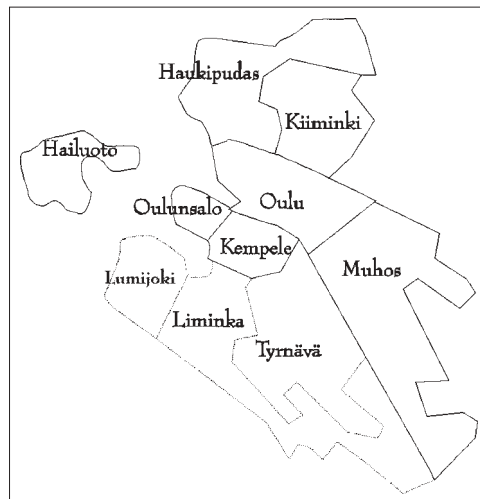 Haukipudas
Kiiminki
Hailuoto
Oulunsalo
Oulu
Kempele
Muhos
Lumijoki
Liminka
Tyrnävä